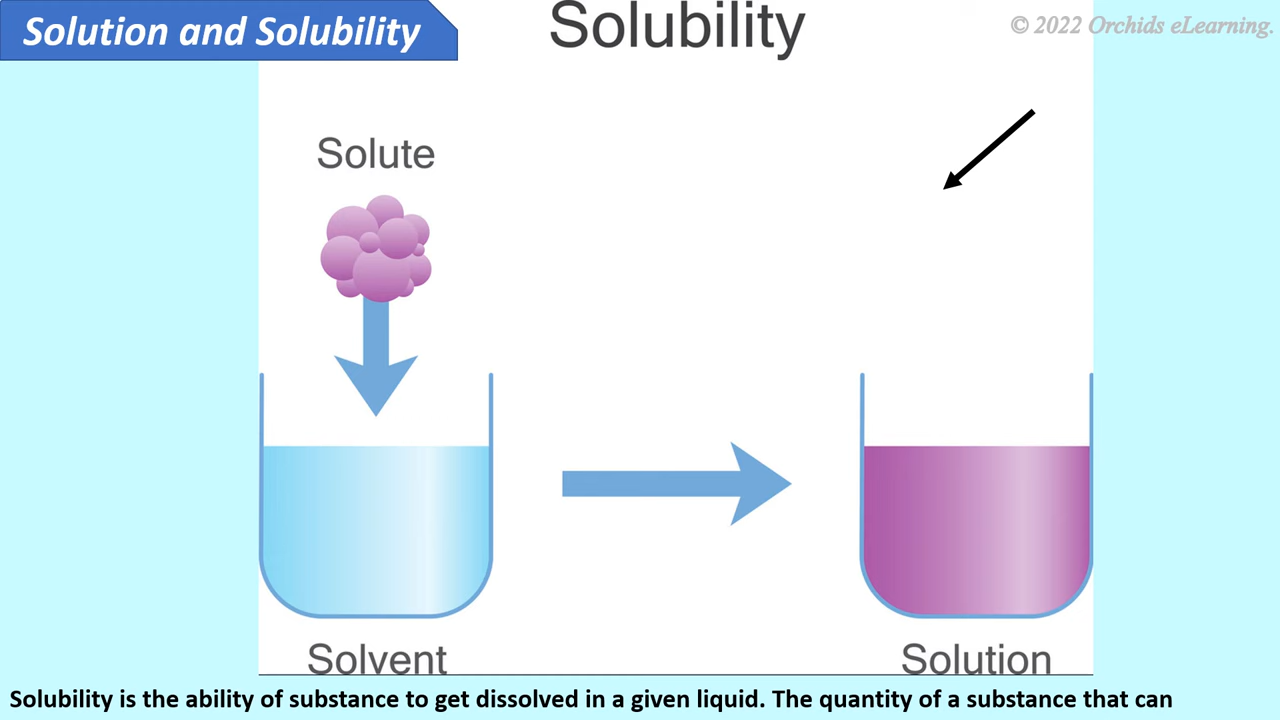 Solution and Solubility
Solubility
© 2022 Orchids eLearning.
Solute
Solvent
Solution
Solubility is the ability of substance to get dissolved in a given liquid. The quantity of a substance that can